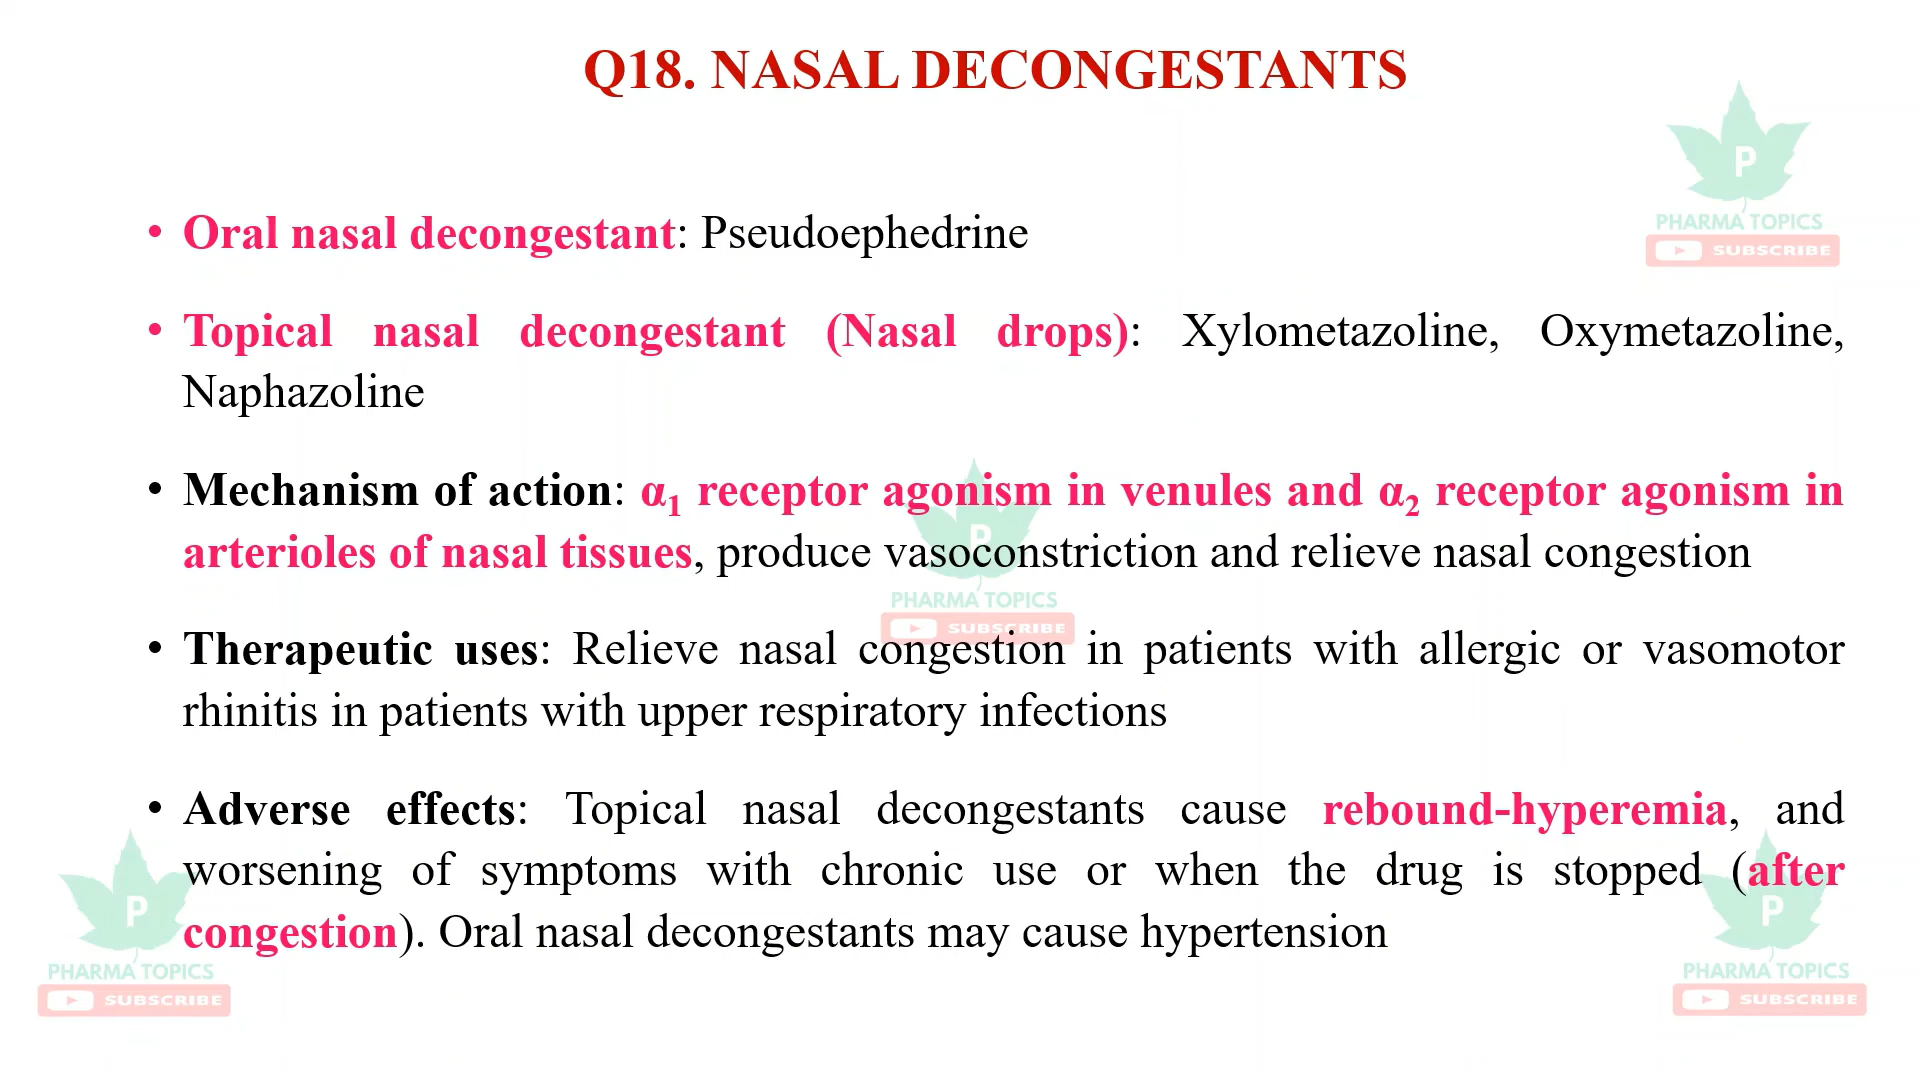 Q18. NASAL DECONGESTANTS
P
PHARMA TOPICS
SUBSCRIBE
• Oral nasal decongestant: Pseudoephedrine
• Topical nasal decongestant (Nasal drops): Xylometazoline, Oxymetazoline,
Naphazoline
• Mechanism of action: α1 receptor agonism in venules and α2 receptor agonism in
arterioles of nasal tissues, produce vasoconstriction and relieve nasal congestion
P
PHARMA TOPICS
SUBSCRIBE
• Therapeutic uses: Relieve nasal congestion in patients with allergic or vasomotor
rhinitis in patients with upper respiratory infections
• Adverse effects: Topical nasal decongestants cause rebound-hyperemia, and
worsening of symptoms with chronic use or when the drug is stopped (after
congestion). Oral nasal decongestants may cause hypertension
P
PHARMA TOPICS
SUBSCRIBE
P
PHARMA TOPICS
SUBSCRIBE